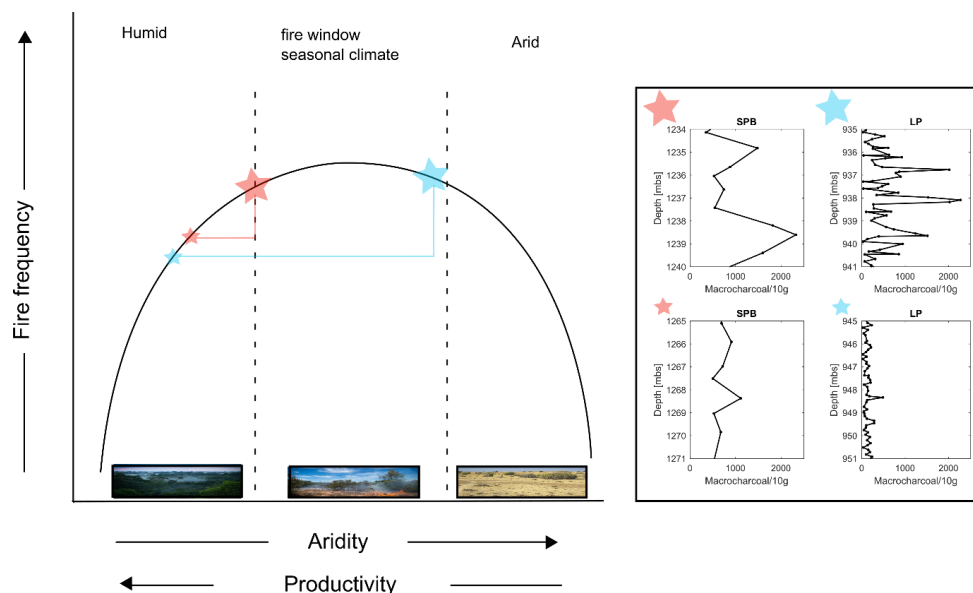 Humid
fire window
seasonal climate
Arid
Fire frequency
Aridity
Productivity
SPB
1234
1235
1236
1237
1238
1239
1240
Depth [mbs]
0 1000 2000
Macrocharcoal/10g
LP
935
936
937
938
939
940
941
Depth [mbs]
0 1000 2000
Macrocharcoal/10g
SPB
1265
1266
1267
1268
1269
1270
1271
Depth [mbs]
0 1000 2000
Macrocharcoal/10g
LP
945
946
947
948
949
950
951
Depth [mbs]
0 1000 2000
Macrocharcoal/10g